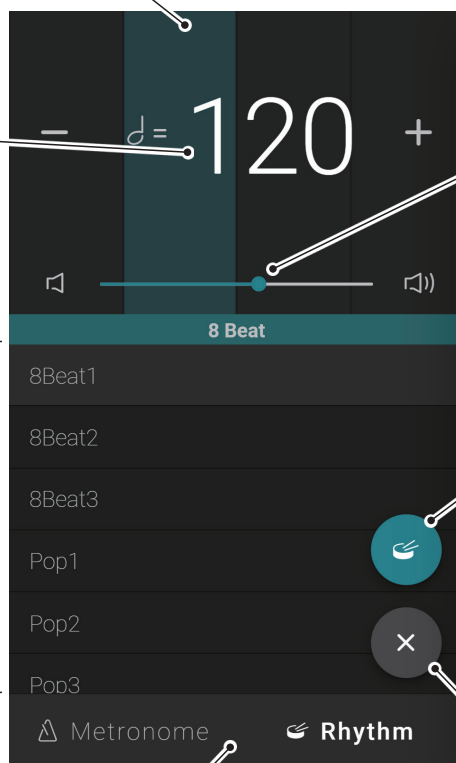 − 𝅗𝅥 = 120 +
8 Beat
8Beat1
8Beat2
8Beat3
Pop1
Pop2
Pop3
Metronome Rhythm